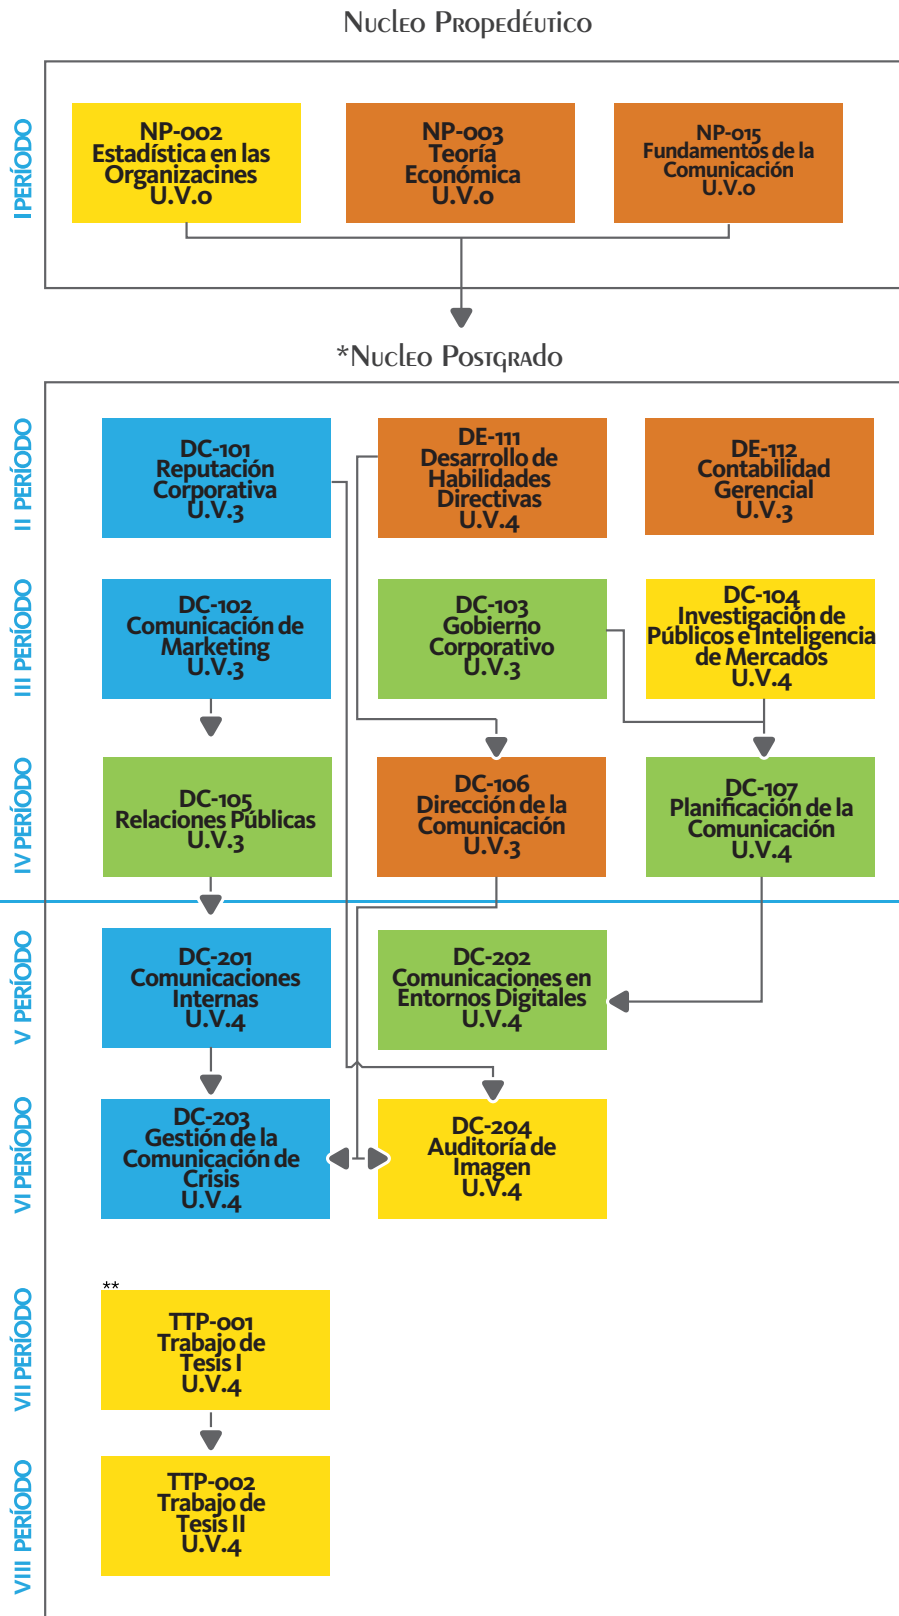 Nucleo Propedéutico
I PERÍODO
NP-002
Estadística en las
Organizacines
U.V.0
NP-003
Teoría
Económica
U.V.0
NP-015
Fundamentos de la
Comunicación
U.V.0
*Nucleo Postgrado
II PERÍODO
DC-101
Reputación
Corporativa
U.V.3
DE-111
Desarrollo de
Habilidades
Directivas
U.V.4
DE-112
Contabilidad
Gerencial
U.V.3
III PERÍODO
DC-102
Comunicación de
Marketing
U.V.3
DC-103
Gobierno
Corporativo
U.V.3
DC-104
Investigación de
Públicos e Inteligencia
de Mercados
U.V.4
IV PERÍODO
DC-105
Relaciones Públicas
U.V.3
DC-106
Dirección de la
Comunicación
U.V.3
DC-107
Planificación de la
Comunicación
U.V.4
V PERÍODO
DC-201
Comunicaciones
Internas
U.V.4
DC-202
Comunicaciones en
Entornos Digitales
U.V.4
VI PERÍODO
DC-203
Gestión de la
Comunicación de
Crisis
U.V.4
DC-204
Auditoría de
Imagen
U.V.4
VII PERÍODO
**
TTP-001
Trabajo de
Tesis I
U.V.4
VIII PERÍODO
TTP-002
Trabajo de
Tesis II
U.V.4